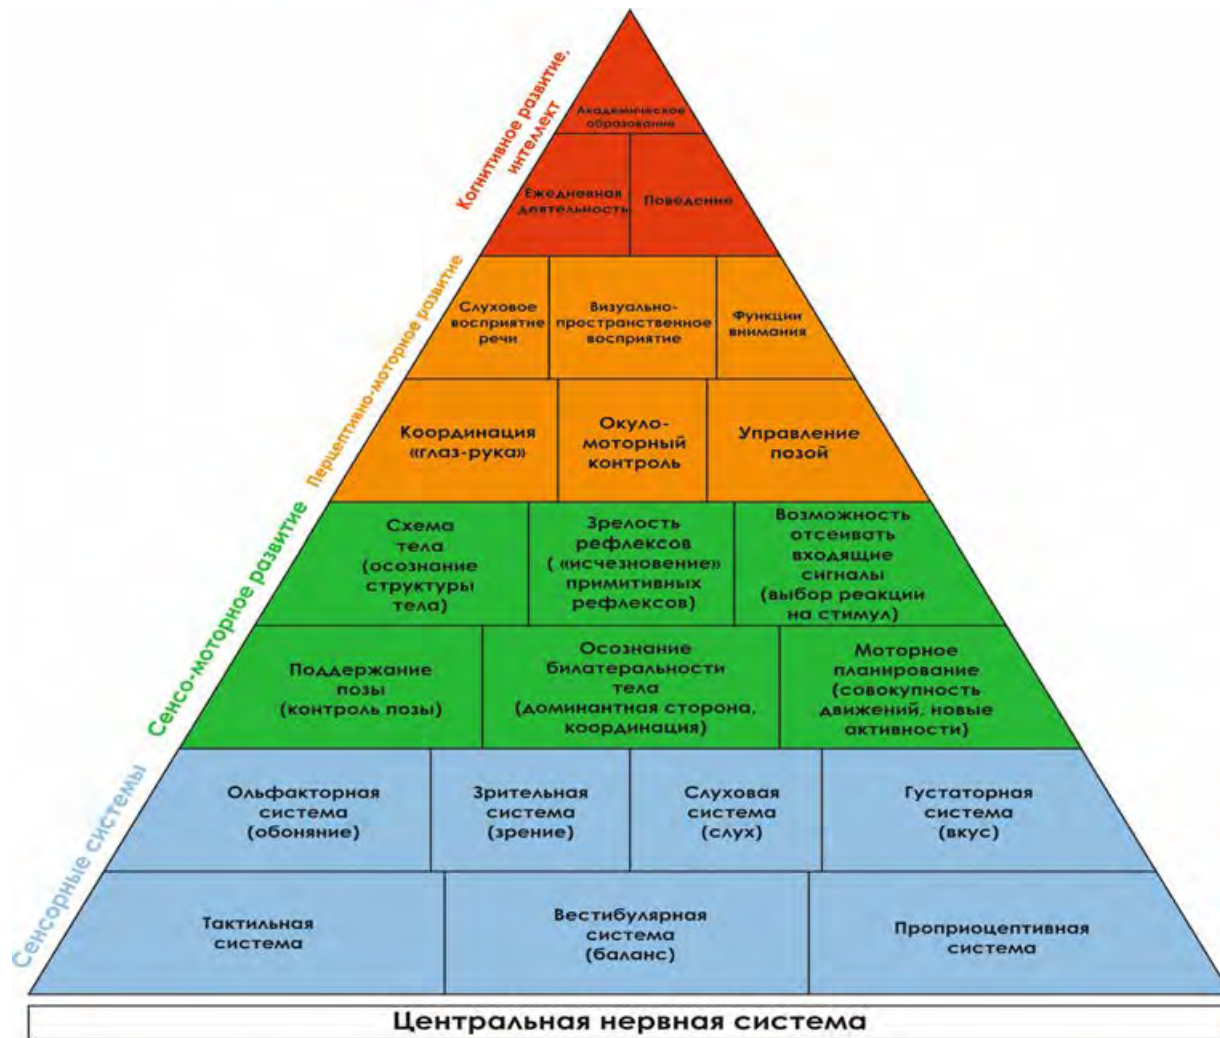 Когнитивное развитие,
интеллект
Академическое
образование
Ежедневная
деятельность
Поведение
Перцептивно-моторное развитие
Слуховое
восприятие
речи
Визуально-
пространственное
восприятие
Функции
внимания
Координация
«глаз-рука»
Окуло-
моторный
контроль
Управление
позой
Сенсо-моторное развитие
Схема
тела
(осознание
структуры
тела)
Зрелость
рефлексов
( «исчезновение»
примитивных
рефлексов)
Возможность
отсеивать
входящие
сигналы
(выбор реакции
на стимул)
Поддержание
позы
(контроль позы)
Осознание
билатеральности
тела
(доминантная сторона,
координация)
Моторное
планирование
(совокупность
движений, новые
активности)
Сенсорные системы
Ольфакторная
система
(обоняние)
Зрительная
система
(зрение)
Слуховая
система
(слух)
Густаторная
система
(вкус)
Тактильная
система
Вестибулярная
система
(баланс)
Проприоцептивная
система
Центральная нервная система